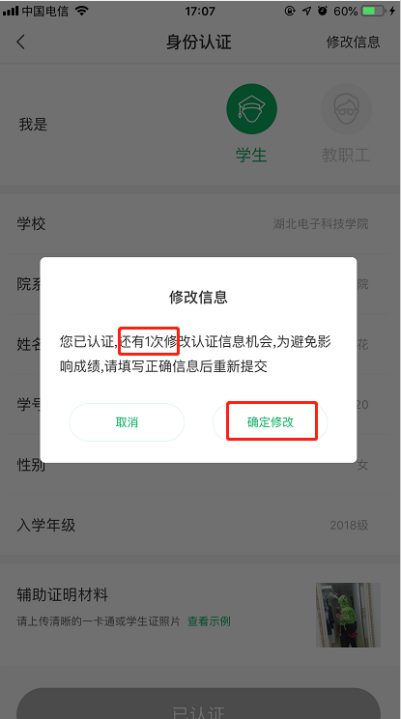 中国电信 17:07 60%
身份认证 修改信息
我是
学生 教职工
学校 湖北电子科技学院
院系 院
修改信息
您已认证,还有1次修改认证信息机会,为避免影
响成绩,请填写正确信息后重新提交
姓名 花
学号 20
取消 确定修改
性别 女
入学年级 2018级
辅助证明材料
请上传清晰的一卡通或学生证照片 查看示例
已认证